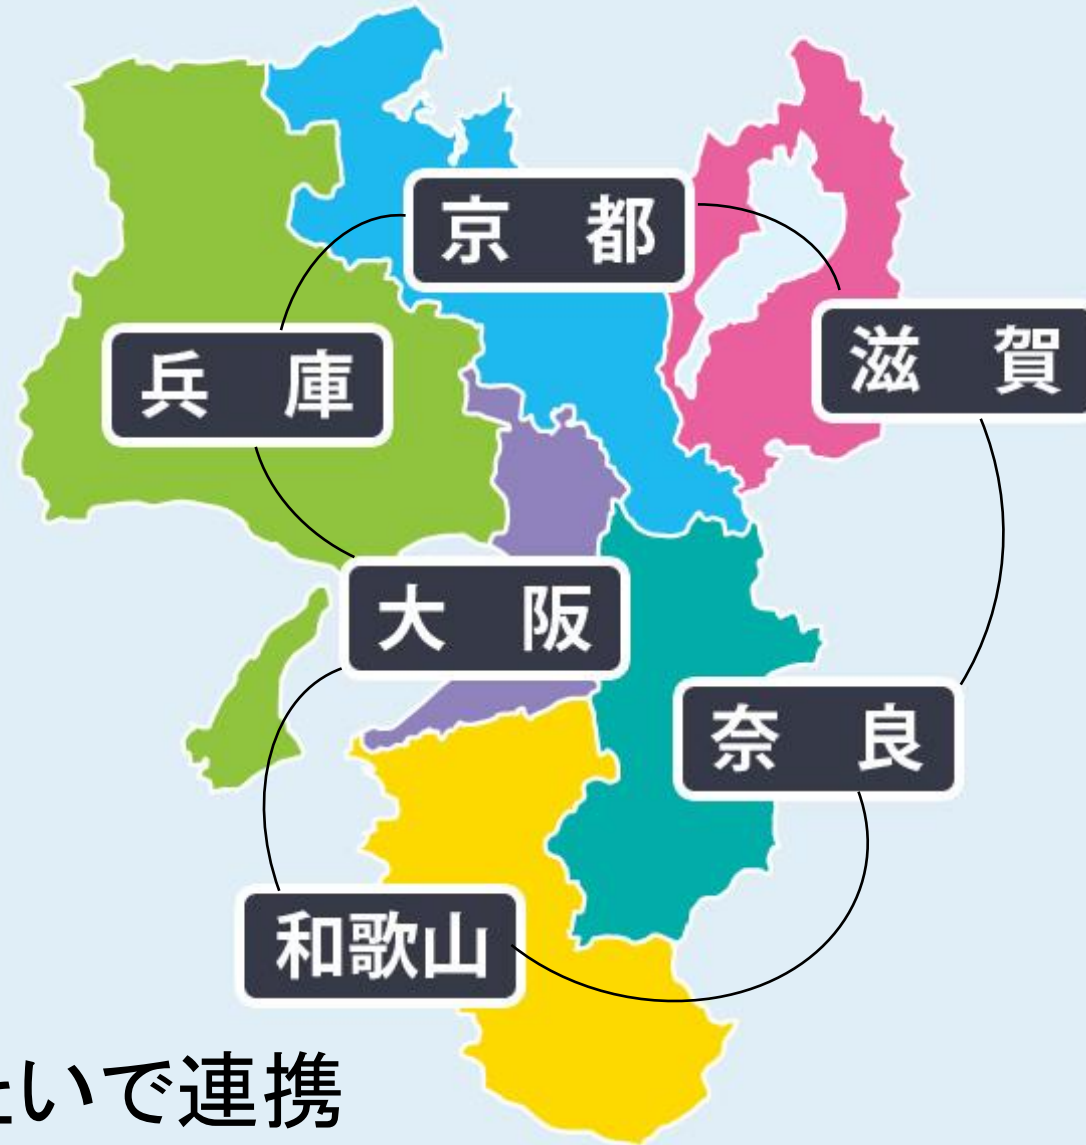 京　都
滋　賀
兵　庫
大　阪
奈　良
和歌山
いで連携